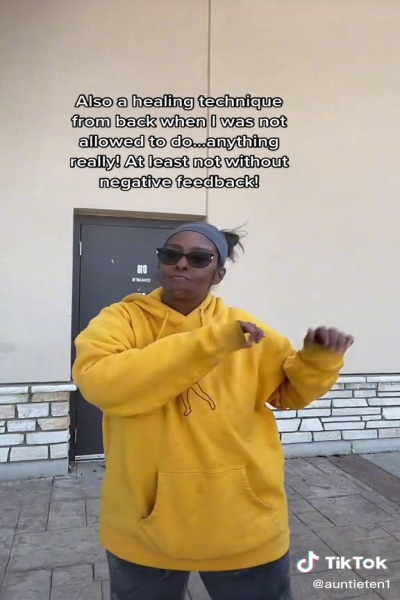 Also a healing technique
from back when I was not
allowed to do...anything
really! At least not without
negative feedback!
TikTok
@auntieten1